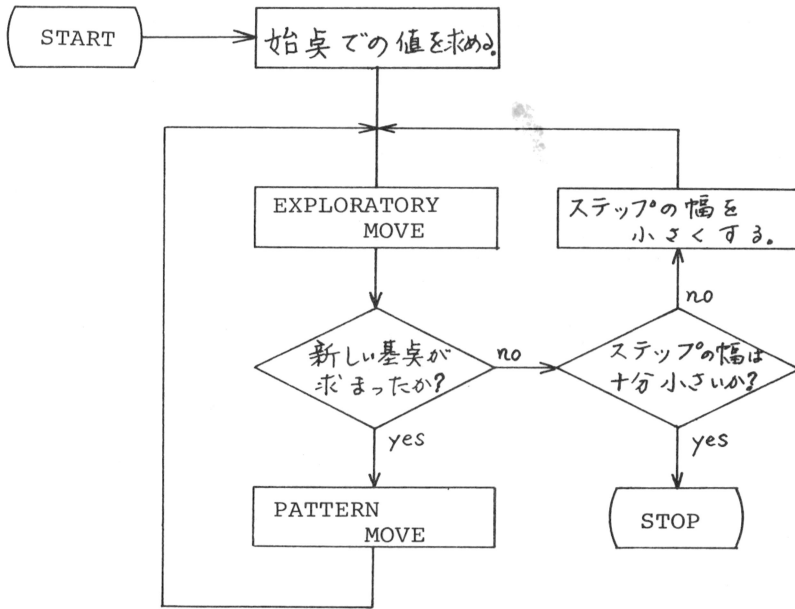 START
始点での値を求める。
EXPLORATORY
MOVE
ステップの幅を
小さくする。
no
新しい基点が
求まったか?
no
ステップの幅は
十分小さいか?
yes
yes
PATTERN
MOVE
STOP